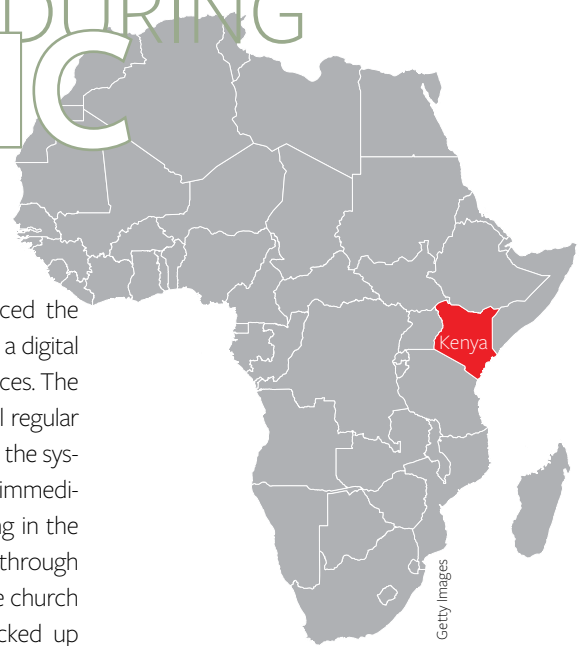 DURING
IC
ced the
a digital
ces. The
l regular
the sys-
immedi-
g in the
through
e church
cked up
Kenya
Getty Images